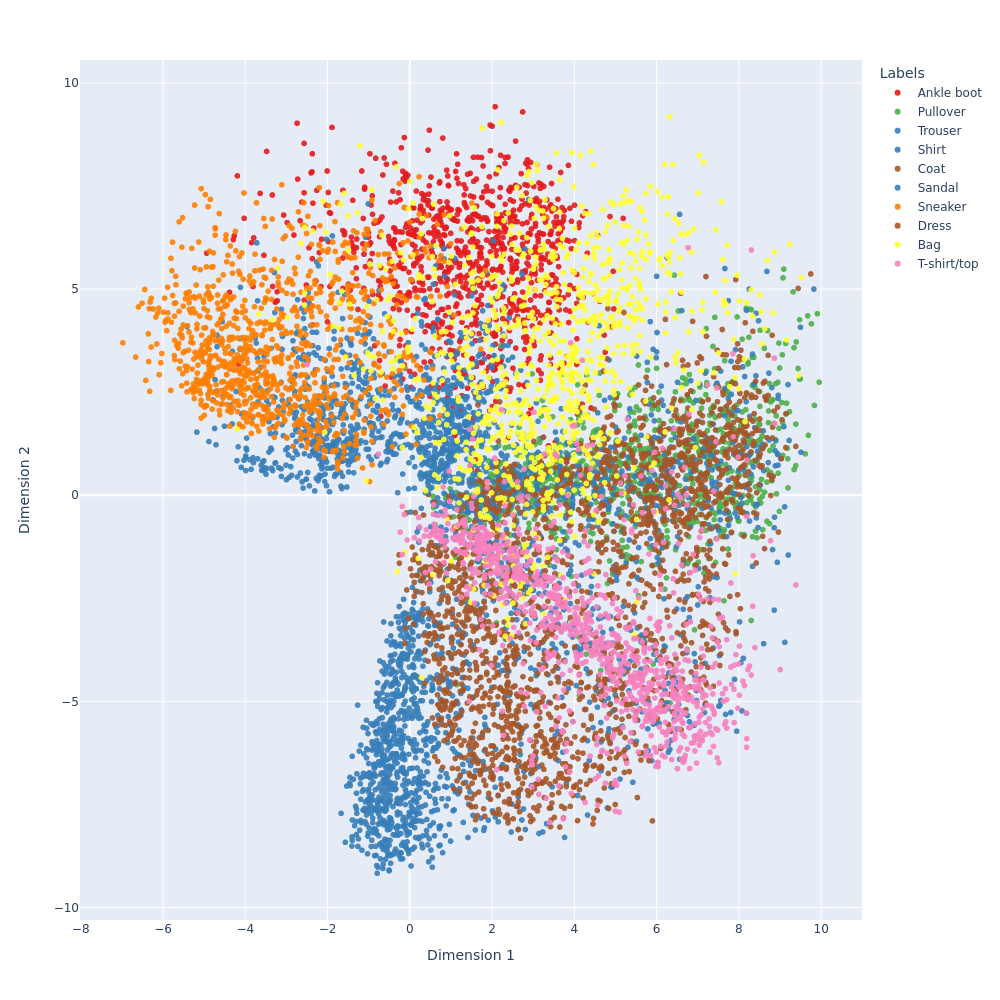 Labels
Ankle boot
Pullover
Trouser
Shirt
Coat
Sandal
Sneaker
Dress
Bag
T-shirt/top
10
5
0
−5
−10
−8 −6 −4 −2 0 2 4 6 8 10
Dimension 1
Dimension 2